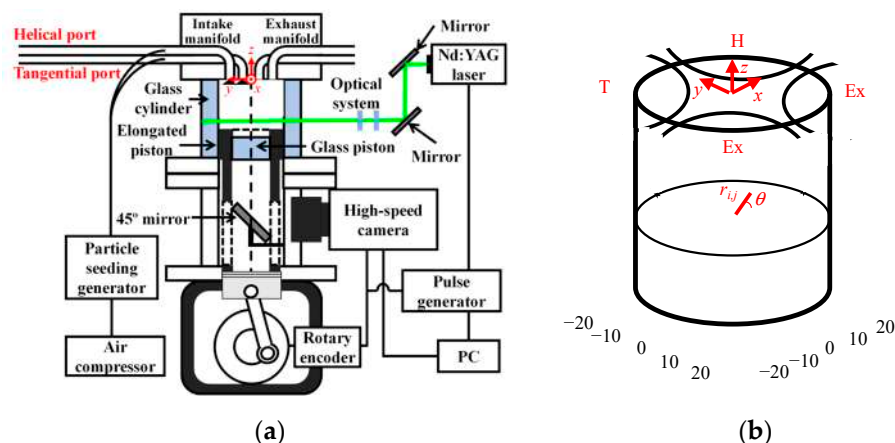 Helical port
Tangential port
Intake
manifold
Exhaust
manifold
z
y
x
Mirror
Nd:YAG
laser
Glass
cylinder
Optical
system
Elongated
piston
Glass piston
Mirror
45° mirror
High-speed
camera
Particle
seeding
generator
Pulse
generator
Air
compressor
Rotary
encoder
PC
(a)
H
T
z
y
x
Ex
Ex
r_{i,j}
θ
−20
−10
0
10
20
−20
−10
0
10
20
(b)